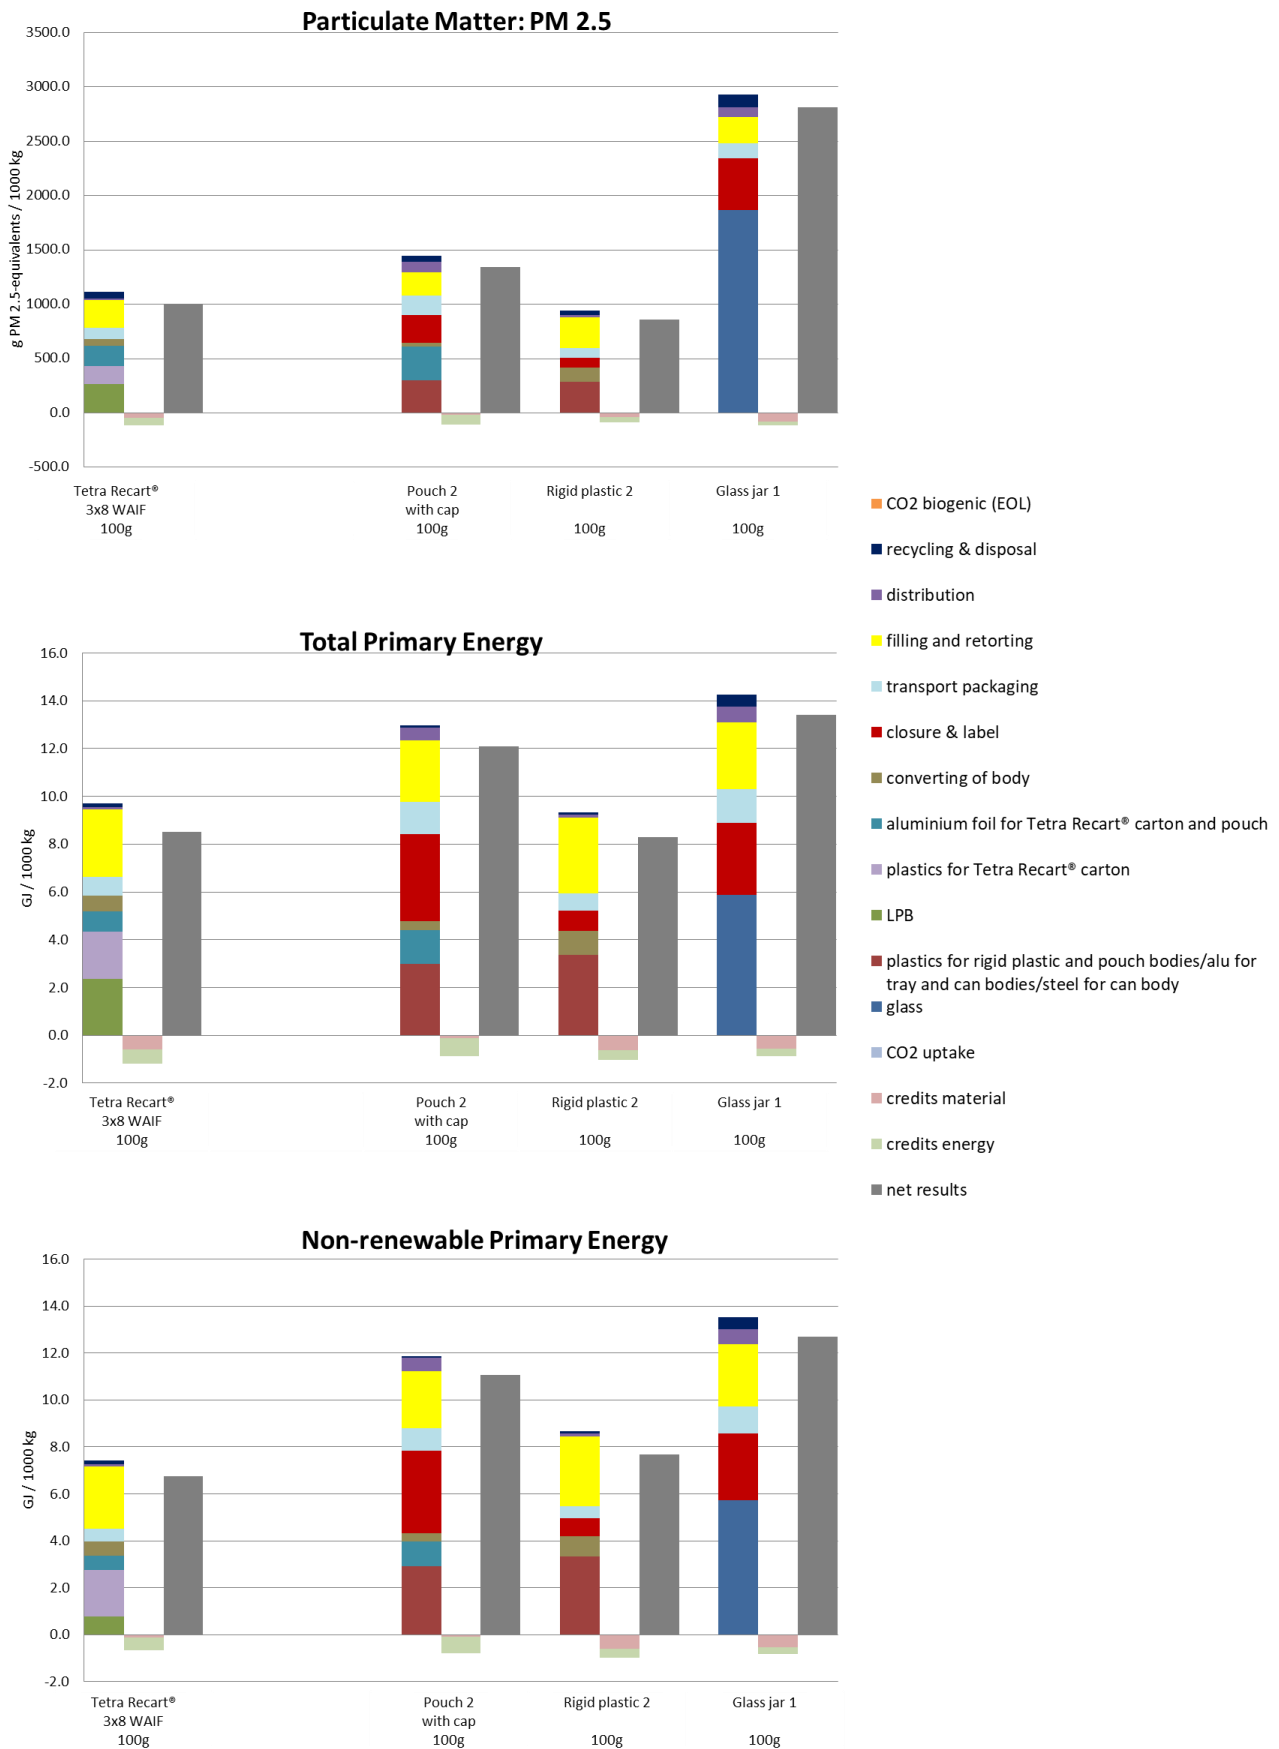 Particulate Matter: PM 2.5
3500.0
3000.0
2500.0
2000.0
1500.0
1000.0
500.0
0.0
-500.0
g PM 2.5-equivalents / 1000 kg
Tetra Recart®
3x8 WAIF
100g
Pouch 2
with cap
100g
Rigid plastic 2
100g
Glass jar 1
100g
Total Primary Energy
16.0
14.0
12.0
10.0
8.0
6.0
4.0
2.0
0.0
-2.0
GJ / 1000 kg
Tetra Recart®
3x8 WAIF
100g
Pouch 2
with cap
100g
Rigid plastic 2
100g
Glass jar 1
100g
Non-renewable Primary Energy
16.0
14.0
12.0
10.0
8.0
6.0
4.0
2.0
0.0
-2.0
GJ / 1000 kg
Tetra Recart®
3x8 WAIF
100g
Pouch 2
with cap
100g
Rigid plastic 2
100g
Glass jar 1
100g
CO2 biogenic (EOL)
recycling & disposal
distribution
filling and retorting
transport packaging
closure & label
converting of body
aluminium foil for Tetra Recart® carton and pouch
plastics for Tetra Recart® carton
LPB
plastics for rigid plastic and pouch bodies/alu for
tray and can bodies/steel for can body
glass
CO2 uptake
credits material
credits energy
net results